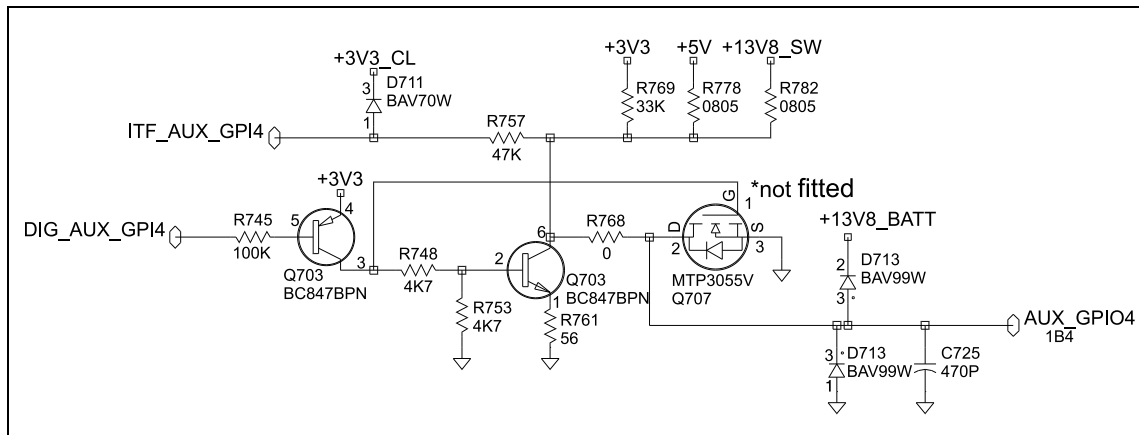 +3V3 +5V +13V8_SW
+3V3_CL
3 D711
BAV70W
1
R769
33K
R778
0805
R782
0805
ITF_AUX_GPI4
R757
47K
+3V3
*not fitted
G 1
+13V8_BATT
DIG_AUX_GPI4
R745
100K
5 4
3
Q703
BC847BPN
R748
4K7
2
6
R768
0
D
2
S
3
MTP3055V
Q707
2 D713
BAV99W
3
Q703
BC847BPN
R753
4K7
1
R761
56
AUX_GPIO4
1B4
3 D713
BAV99W
1
C725
470P